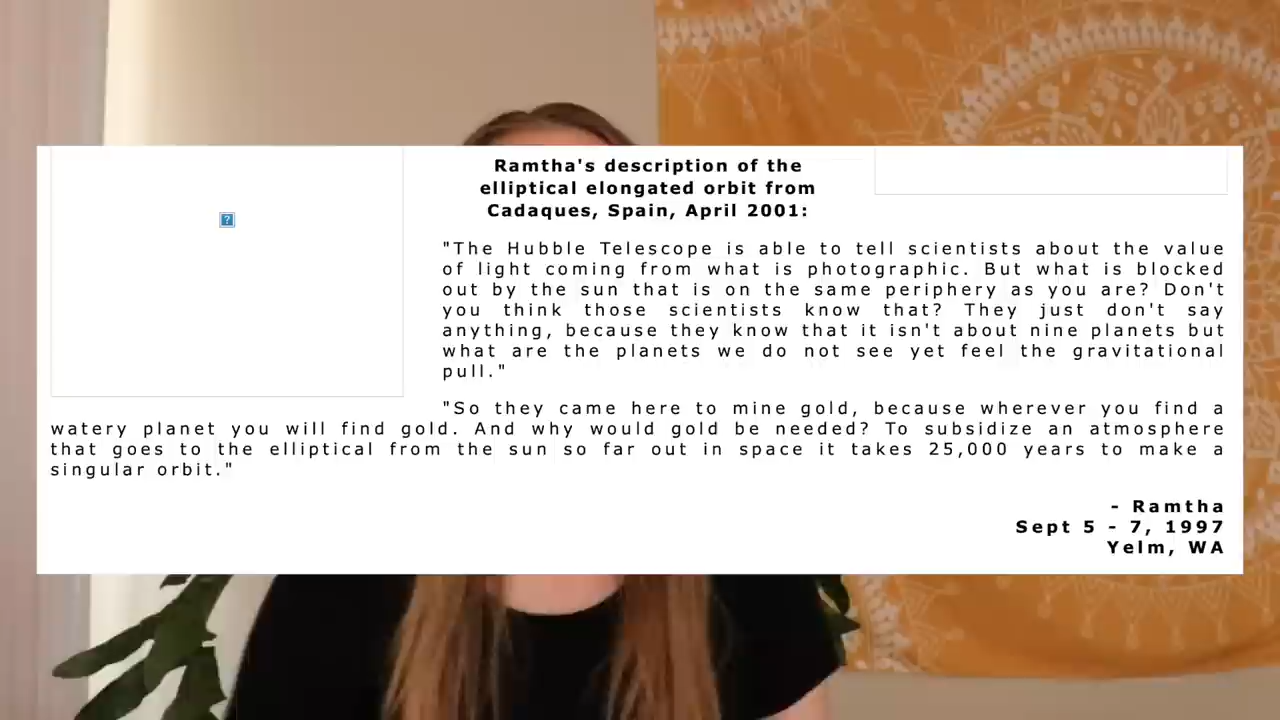 Ramtha's description of the
elliptical elongated orbit from
Cadaques, Spain, April 2001:
"The Hubble Telescope is able to tell scientists about the value
of light coming from what is photographic. But what is blocked
out by the sun that is on the same periphery as you are? Don't
you think those scientists know that? They just don't say
anything, because they know that it isn't about nine planets but
what are the planets we do not see yet feel the gravitational
pull."
"So they came here to mine gold, because wherever you find a
watery planet you will find gold. And why would gold be needed? To subsidize an atmosphere
that goes to the elliptical from the sun so far out in space it takes 25,000 years to make a
singular orbit."
- Ramtha
Sept 5 - 7, 1997
Yelm, WA